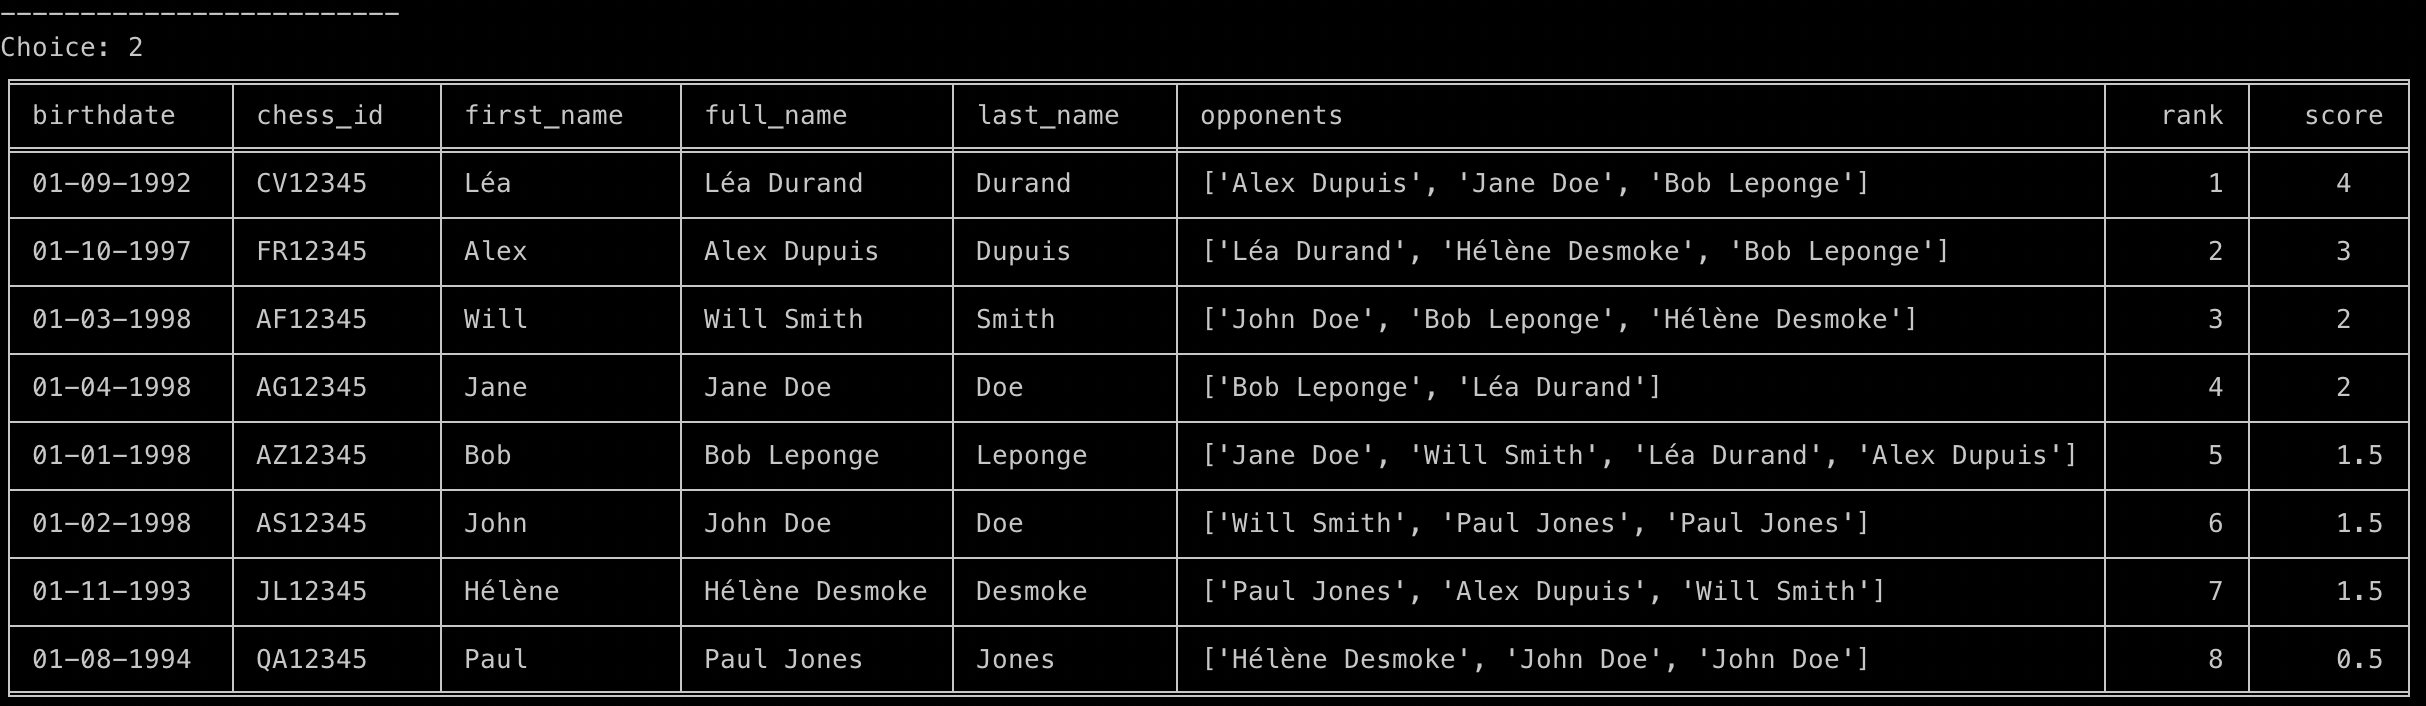 -------------------------
Choice: 2
birthdate chess_id first_name full_name last_name opponents rank score
01-09-1992 CV12345 Léa Léa Durand Durand ['Alex Dupuis', 'Jane Doe', 'Bob Leponge'] 1 4
01-10-1997 FR12345 Alex Alex Dupuis Dupuis ['Léa Durand', 'Hélène Desmoke', 'Bob Leponge'] 2 3
01-03-1998 AF12345 Will Will Smith Smith ['John Doe', 'Bob Leponge', 'Hélène Desmoke'] 3 2
01-04-1998 AG12345 Jane Jane Doe Doe ['Bob Leponge', 'Léa Durand'] 4 2
01-01-1998 AZ12345 Bob Bob Leponge Leponge ['Jane Doe', 'Will Smith', 'Léa Durand', 'Alex Dupuis'] 5 1.5
01-02-1998 AS12345 John John Doe Doe ['Will Smith', 'Paul Jones', 'Paul Jones'] 6 1.5
01-11-1993 JL12345 Hélène Hélène Desmoke Desmoke ['Paul Jones', 'Alex Dupuis', 'Will Smith'] 7 1.5
01-08-1994 QA12345 Paul Paul Jones Jones ['Hélène Desmoke', 'John Doe', 'John Doe'] 8 0.5